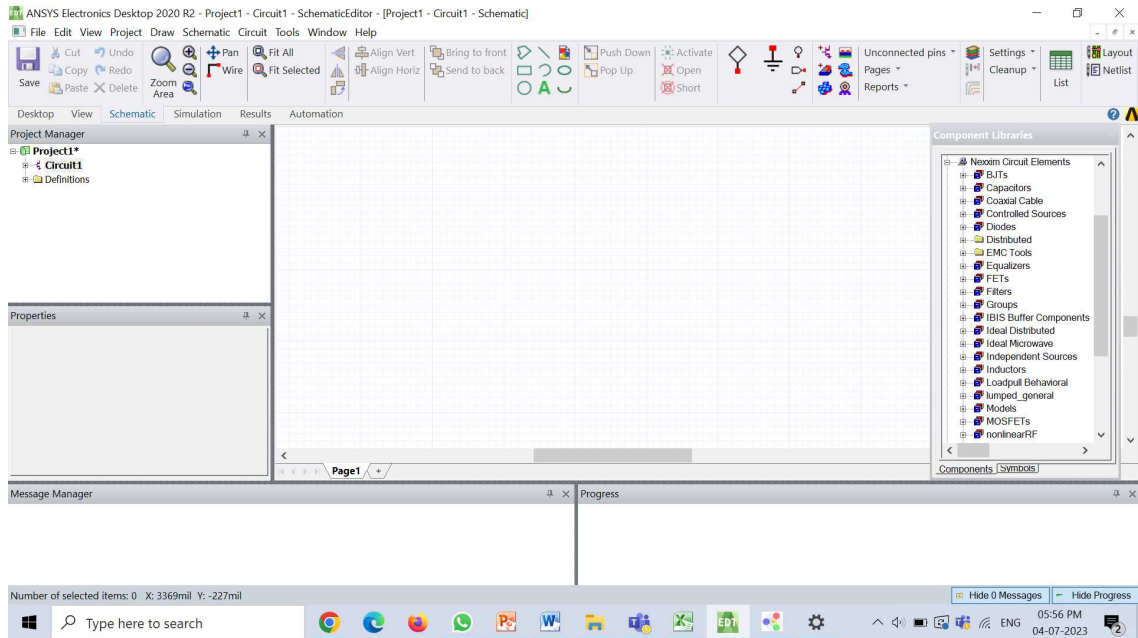 ANSYS Electronics Desktop 2020 R2 - Project1 - Circuit1 - SchematicEditor - [Project1 - Circuit1 - Schematic]
File Edit View Project Draw Schematic Circuit Tools Window Help
Save
Cut Undo
Copy Redo
Paste Delete
Zoom Area
Pan
Wire
Fit All
Fit Selected
Align Vert
Align Horiz
Bring to front
Send to back
A
Push Down
Pop Up
Activate
Open
Short
Unconnected pins
Pages
Reports
Settings
Cleanup
List
Layout
Netlist
Desktop View Schematic Simulation Results Automation
Project Manager
Project1*
Circuit1
Definitions
Properties
Page1 +
Component Libraries
Nexxim Circuit Elements
BJTs
Capacitors
Coaxial Cable
Controlled Sources
Diodes
Distributed
EMC Tools
Equalizers
FETs
Filters
Groups
IBIS Buffer Components
Ideal Distributed
Ideal Microwave
Independent Sources
Inductors
Loadpull Behavioral
lumped_general
Models
MOSFETs
nonlinearRF
Components Symbols
Message Manager
Progress
Number of selected items: 0 X: 3369mil Y: -227mil
Hide 0 Messages Hide Progress
Type here to search
EDT
ENG
05:56 PM
04-07-2023
2